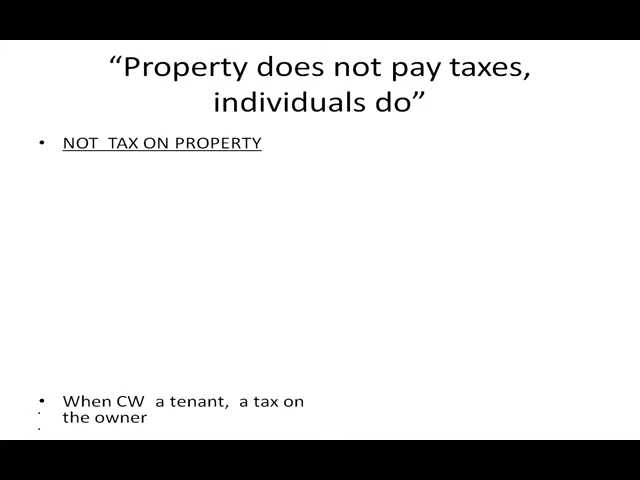 “Property does not pay taxes,
individuals do”
• NOT TAX ON PROPERTY
• When CW a tenant, a tax on
the owner